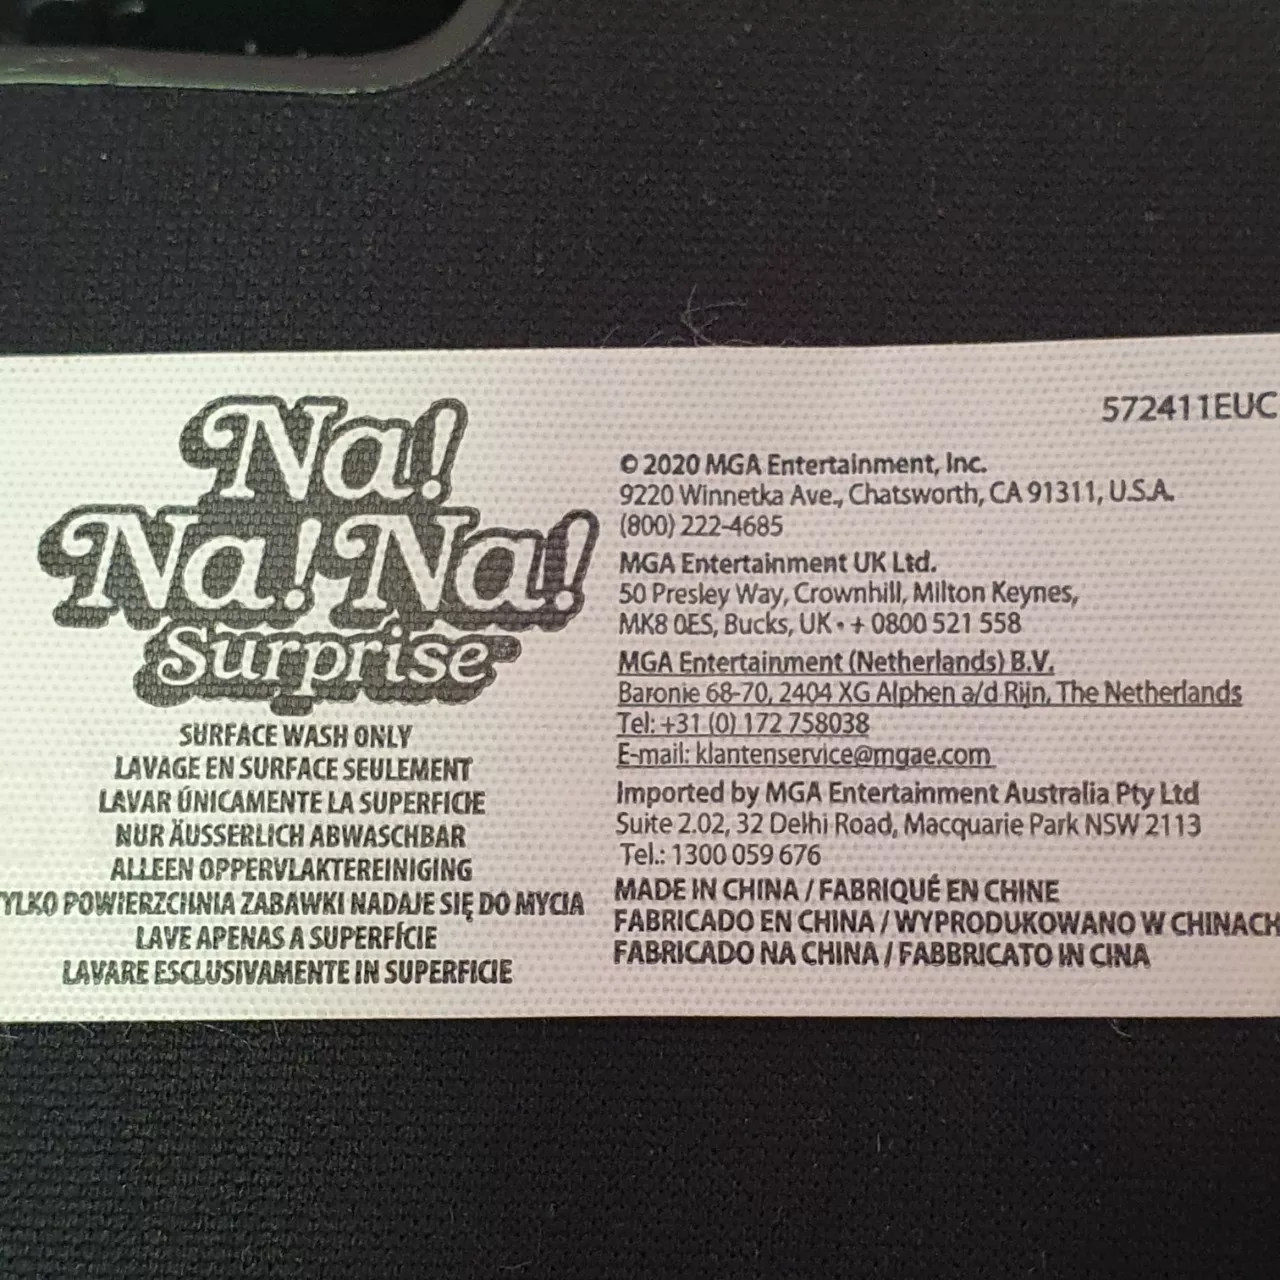 Na!
Na! Na!
Surprise
SURFACE WASH ONLY
LAVAGE EN SURFACE SEULEMENT
LAVAR ÚNICAMENTE LA SUPERFICIE
NUR ÄUSSERLICH ABWASCHBAR
ALLEEN OPPERVLAKTEREINIGING
TYLKO POWIERZCHNIA ZABAWKI NADAJE SIĘ DO MYCIA
LAVE APENAS A SUPERFÍCIE
LAVARE ESCLUSIVAMENTE IN SUPERFICIE
572411EUC
© 2020 MGA Entertainment, Inc.
9220 Winnetka Ave., Chatsworth, CA 91311, U.S.A.
(800) 222-4685
MGA Entertainment UK Ltd.
50 Presley Way, Crownhill, Milton Keynes,
MK8 0ES, Bucks, UK • + 0800 521 558
MGA Entertainment (Netherlands) B.V.
Baronie 68-70, 2404 XG Alphen a/d Rijn, The Netherlands
Tel: +31 (0) 172 758038
E-mail: klantenservice@mgae.com
Imported by MGA Entertainment Australia Pty Ltd
Suite 2.02, 32 Delhi Road, Macquarie Park NSW 2113
Tel.: 1300 059 676
MADE IN CHINA / FABRIQUÉ EN CHINE
FABRICADO EN CHINA / WYPRODUKOWANO W CHINACH
FABRICADO NA CHINA / FABBRICATO IN CINA